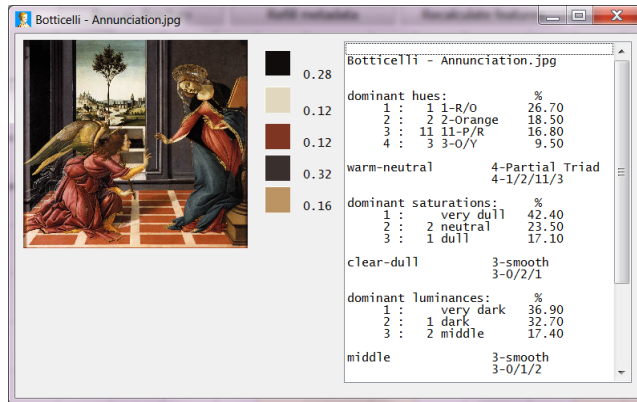 Refill metadata
Botticelli - Annunciation.jpg
0.28
0.12
0.12
0.32
0.16
Botticelli - Annunciation.jpg
dominant hues: %
1 : 1 1-R/O 26.70
2 : 2 2-Orange 18.50
3 : 11 11-P/R 16.80
4 : 3 3-O/Y 9.50
warm-neutral 4-Partial Triad
4-1/2/11/3
dominant saturations: %
1 : very dull 42.40
2 : 2 neutral 23.50
3 : 1 dull 17.10
clear-dull 3-smooth
3-0/2/1
dominant luminances: %
1 : very dark 36.90
2 : 1 dark 32.70
3 : 2 middle 17.40
middle 3-smooth
3-0/1/2